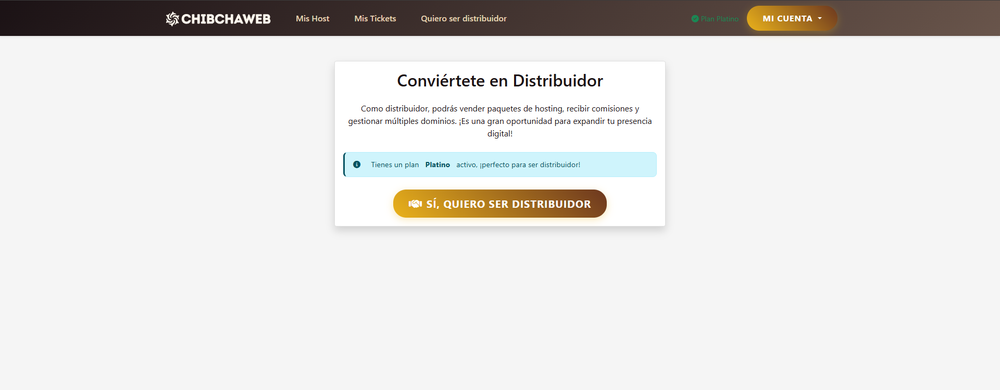 CHIBCHAWEB
Mis Host
Mis Tickets
Quiero ser distribuidor
Plan Platino
MI CUENTA
Conviértete en Distribuidor
Como distribuidor, podrás vender paquetes de hosting, recibir comisiones y
gestionar múltiples dominios. ¡Es una gran oportunidad para expandir tu presencia
digital!
Tienes un plan Platino activo, ¡perfecto para ser distribuidor!
SÍ, QUIERO SER DISTRIBUIDOR